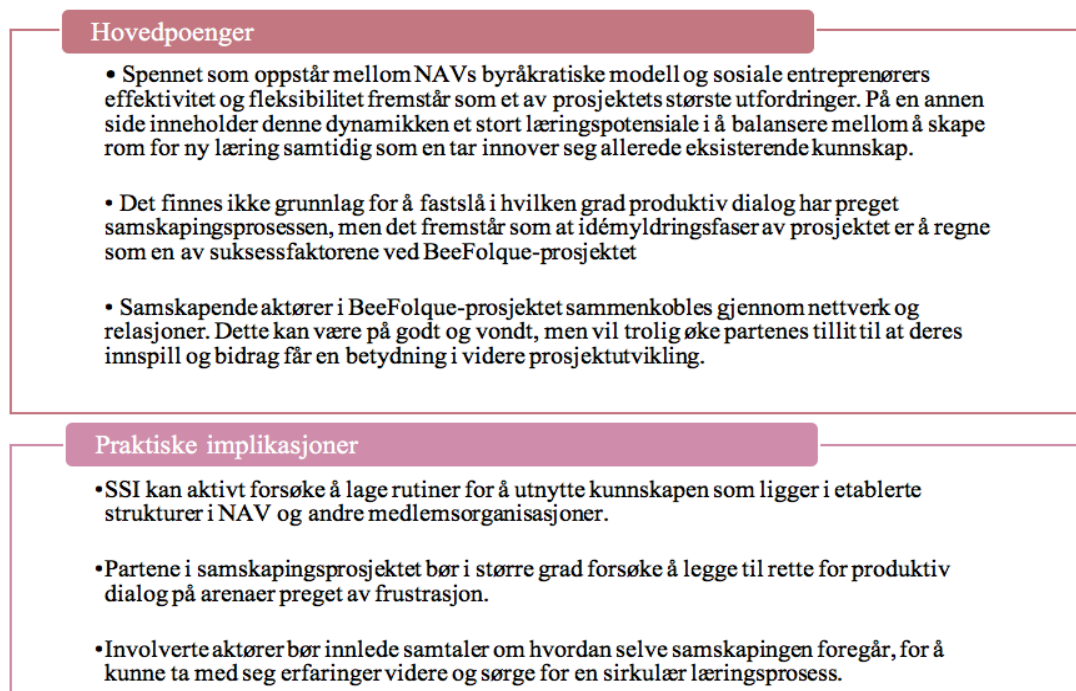 Hovedpoenger
• Spennet som oppstår mellom NAVs byråkratiske modell og sosiale entreprenørers
effektivitet og fleksibilitet fremstår som et av prosjektets største utfordringer. På en annen
side inneholder denne dynamikken et stort læringspotensiale i å balansere mellom å skape
rom for ny læring samtidig som en tar innover seg allerede eksisterende kunnskap.
• Det finnes ikke grunnlag for å fastslå i hvilken grad produktiv dialog har preget
samskapingsprosessen, men det fremstår som at idémyldringsfaser av prosjektet er å regne
som en av suksessfaktorene ved BeeFolque-prosjektet
• Samskapende aktører i BeeFolque-prosjektet sammenkobles gjennom nettverk og
relasjoner. Dette kan være på godt og vondt, men vil trolig øke partenes tillit til at deres
innspill og bidrag får en betydning i videre prosjektutvikling.
Praktiske implikasjoner
•SSI kan aktivt forsøke å lage rutiner for å utnytte kunnskapen som ligger i etablerte
strukturer i NAV og andre medlemsorganisasjoner.
•Partene i samskapingsprosjektet bør i større grad forsøke å legge til rette for produktiv
dialog på arenaer preget av frustrasjon.
•Involverte aktører bør innlede samtaler om hvordan selve samskapingen foregår, for å
kunne ta med seg erfaringer videre og sørge for en sirkulær læringsprosess.